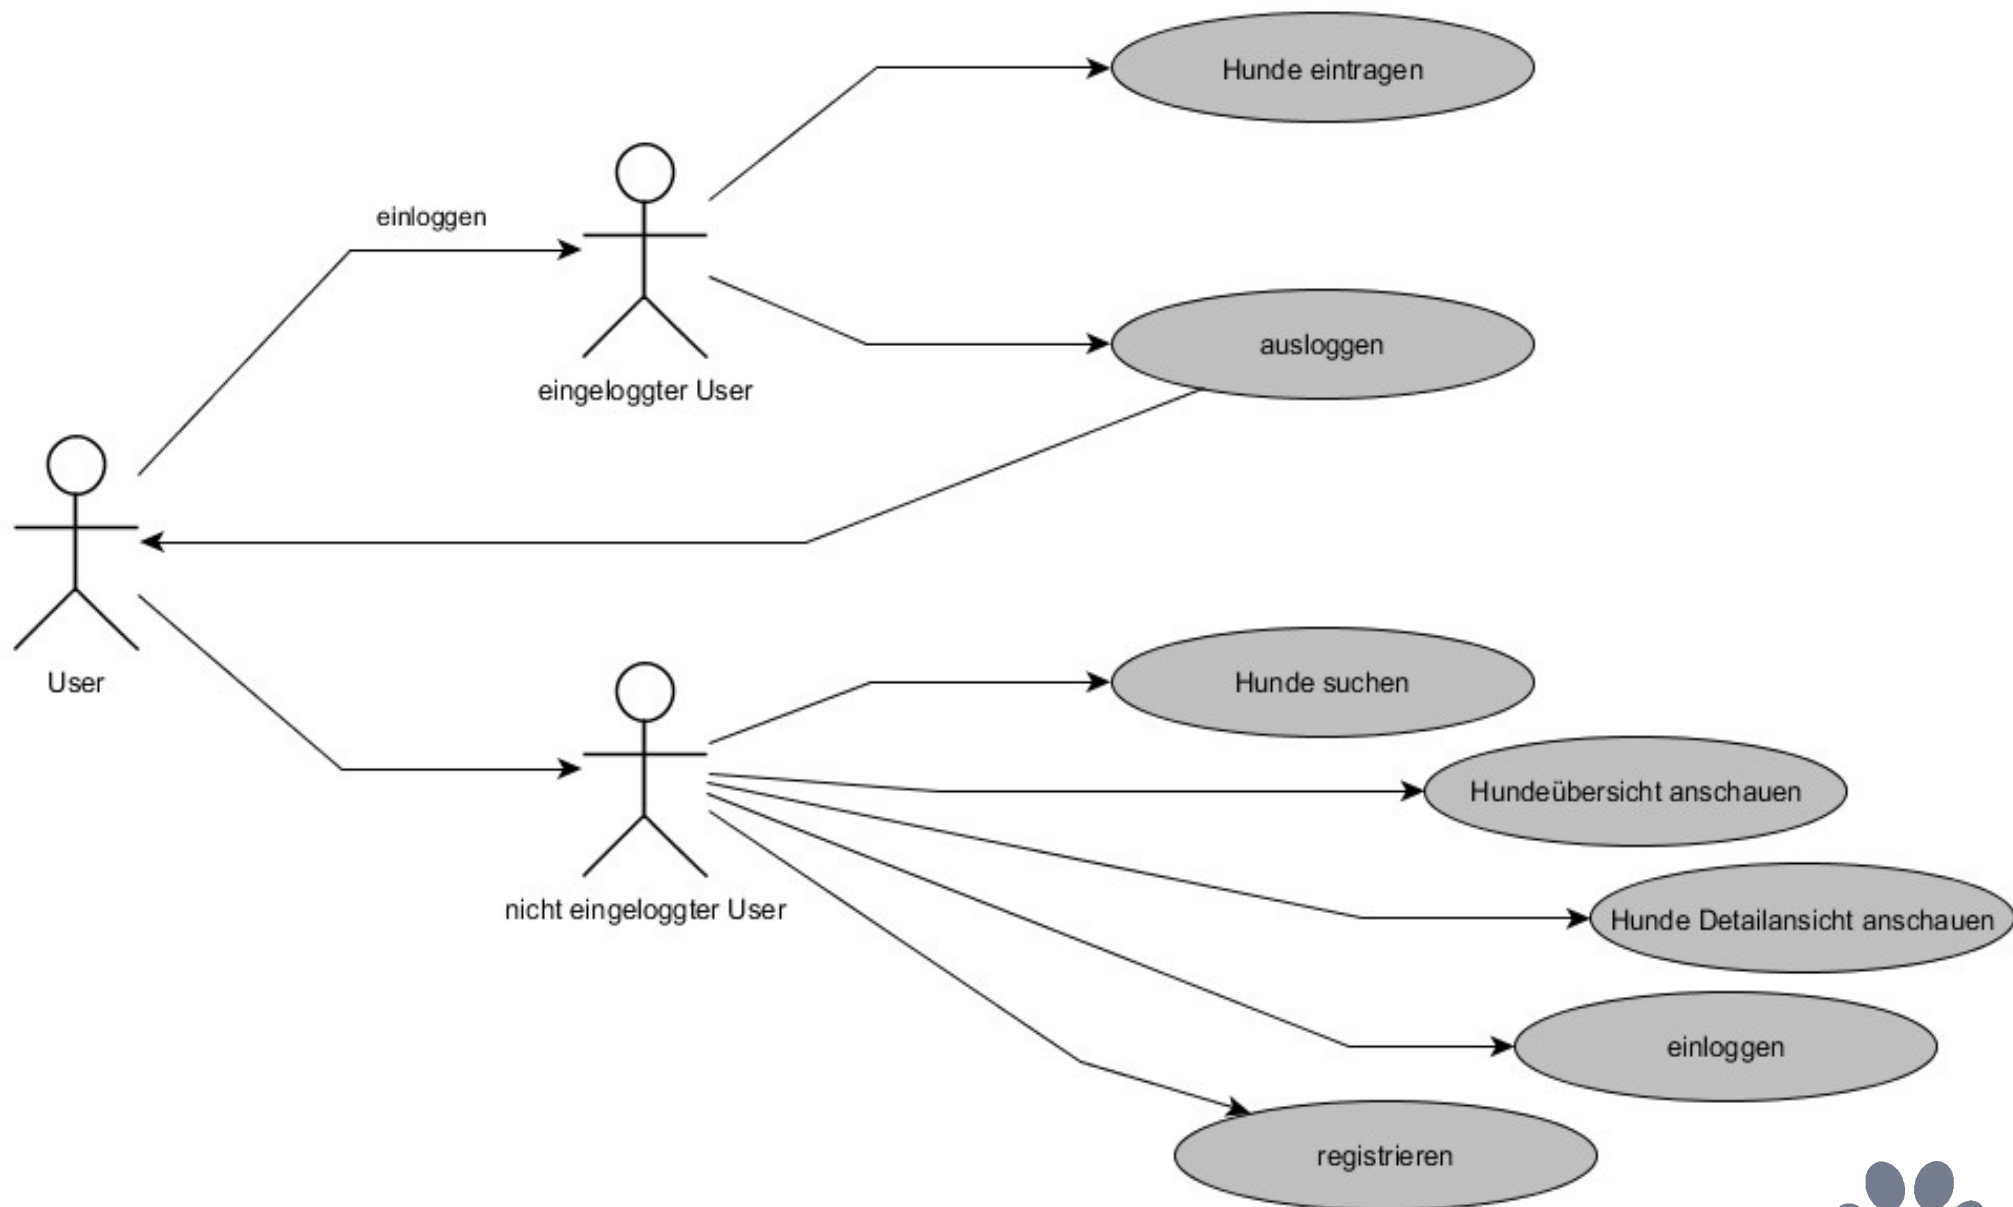 Hunde eintragen
einloggen
ausloggen
eingeloggter User
User
Hunde suchen
Hundeübersicht anschauen
nicht eingeloggter User
Hunde Detailansicht anschauen
einloggen
registrieren